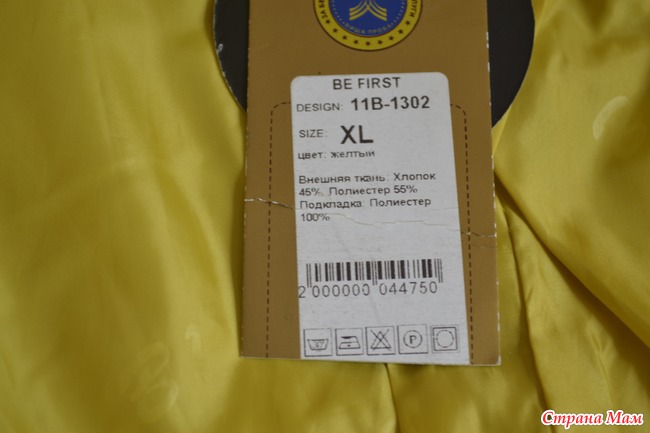 BE FIRST
DESIGN: 11B-1302
SIZE: XL
цвет: желтый
Внешняя ткань: Хлопок
45%, Полиестер 55%
Подкладка: Полиестер
100%
2 000000 044750
P
Страна Мам